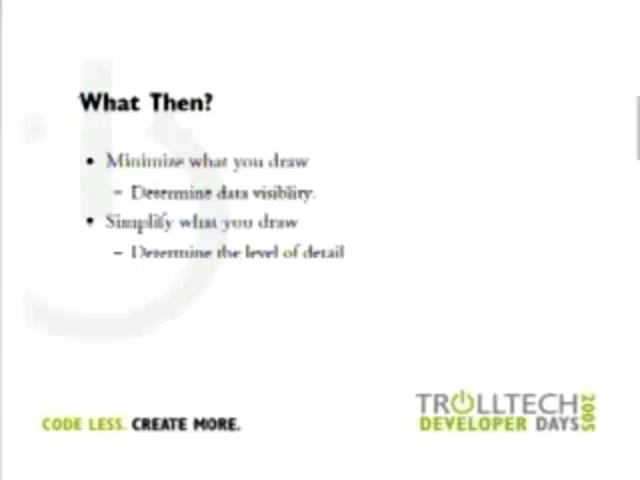 What Then?
• Minimize what you draw
– Determine data visiblity.
• Simplify what you draw
– Determine the level of detail
CODE LESS. CREATE MORE.
TROLLTECH
DEVELOPER DAYS 2005